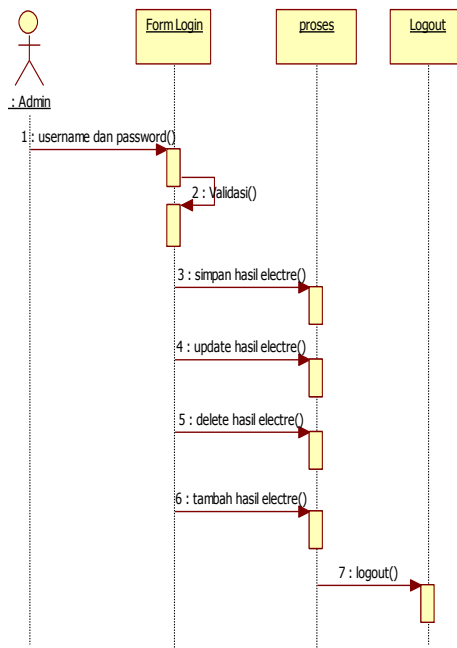 Form Login
proses
Logout
: Admin
1 : username dan password()
2 : Validasi()
3 : simpan hasil electre()
4 : update hasil electre()
5 : delete hasil electre()
6 : tambah hasil electre()
7 : logout()